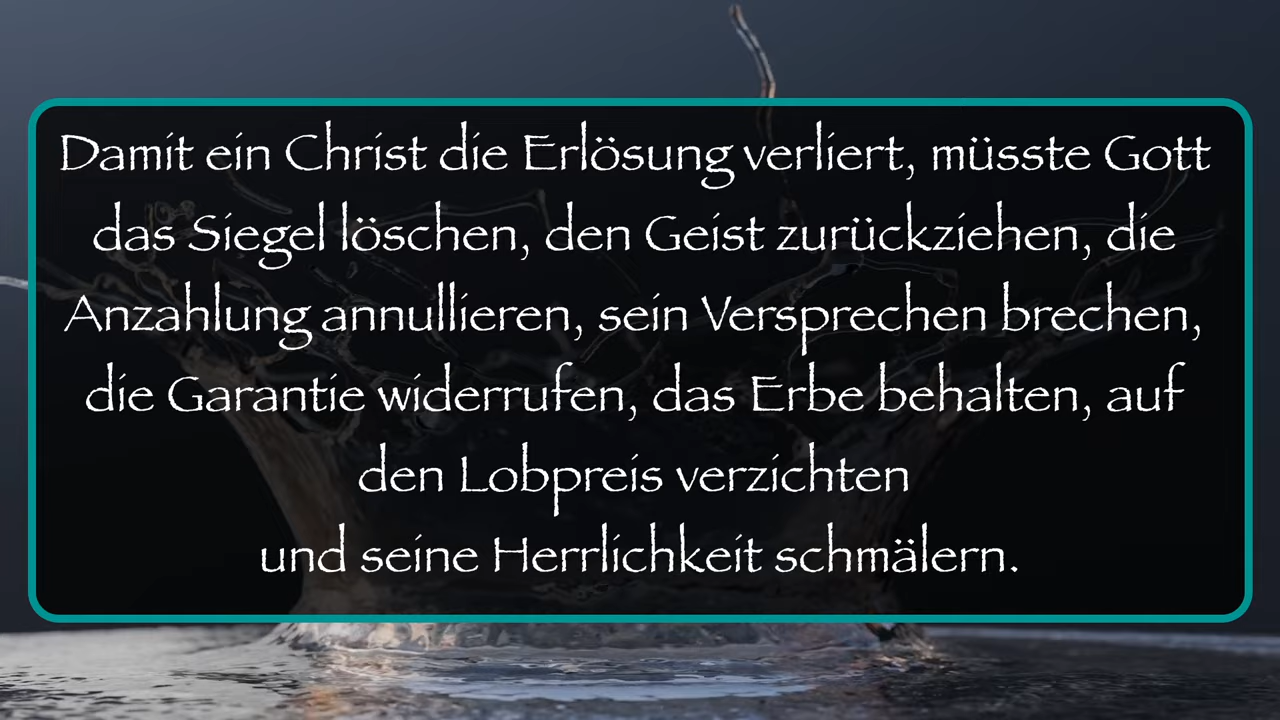 Damit ein Christ die Erlösung verliert, müsste Gott
das Siegel löschen, den Geist zurückziehen, die
Anzahlung annullieren, sein Versprechen brechen,
die Garantie widerrufen, das Erbe behalten, auf
den Lobpreis verzichten
und seine Herrlichkeit schmälern.